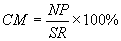 CM = NP/SR × 100%